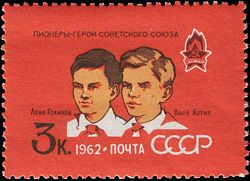 ПИОНЕРЫ-ГЕРОИ СОВЕТСКОГО СОЮЗА
Лёня Голиков
Валя Котик
3к.
1962•ПОЧТА
СССР